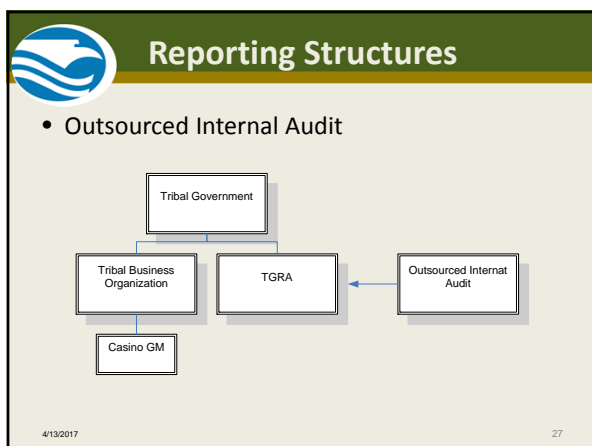 Reporting Structures
• Outsourced Internal Audit
Tribal Government
Tribal Business
Organization
TGRA
Outsourced Internat
Audit
Casino GM
4/13/2017
27